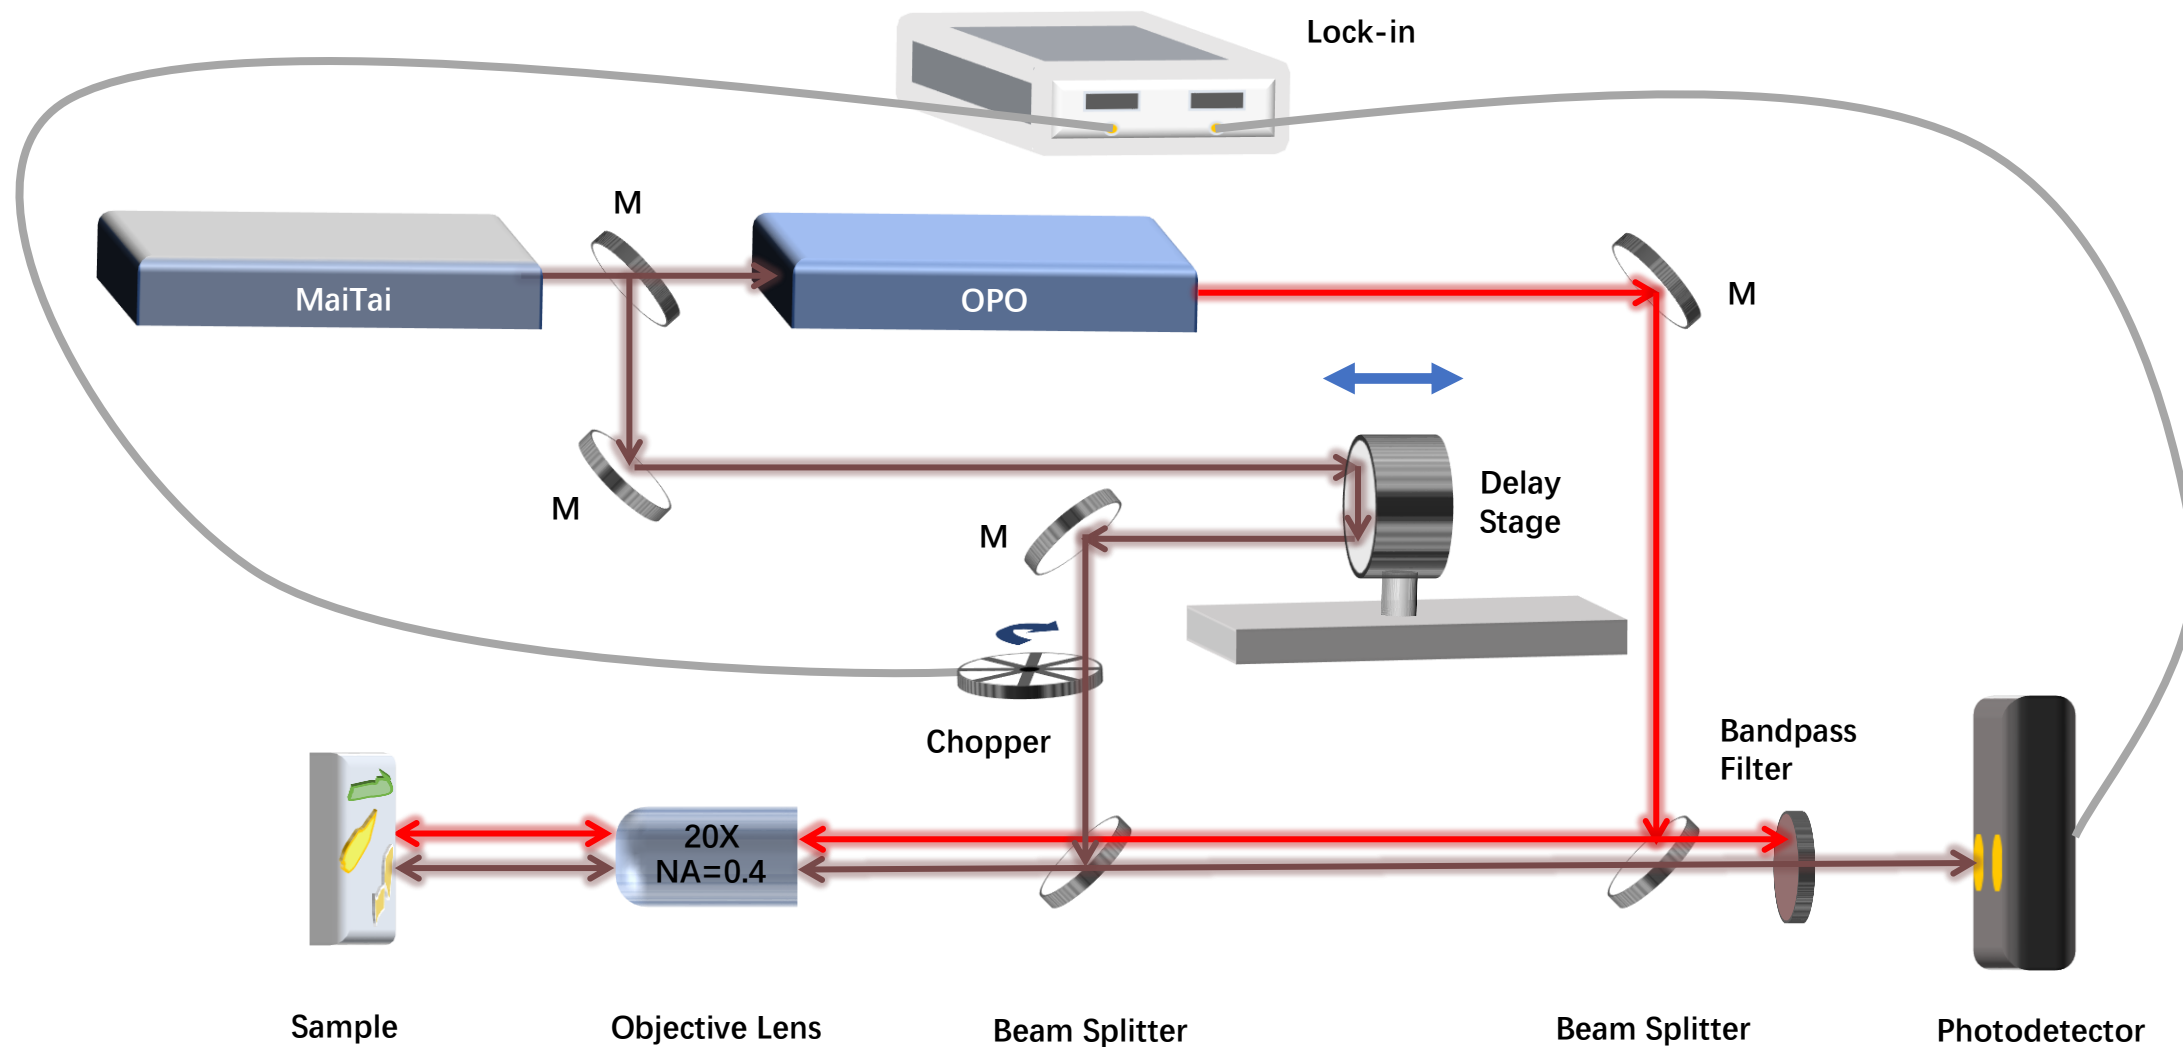 Lock-in
M
MaiTai
OPO
M
M
Delay
Stage
M
Chopper
Bandpass
Filter
20X
NA=0.4
Sample
Objective Lens
Beam Splitter
Beam Splitter
Photodetector